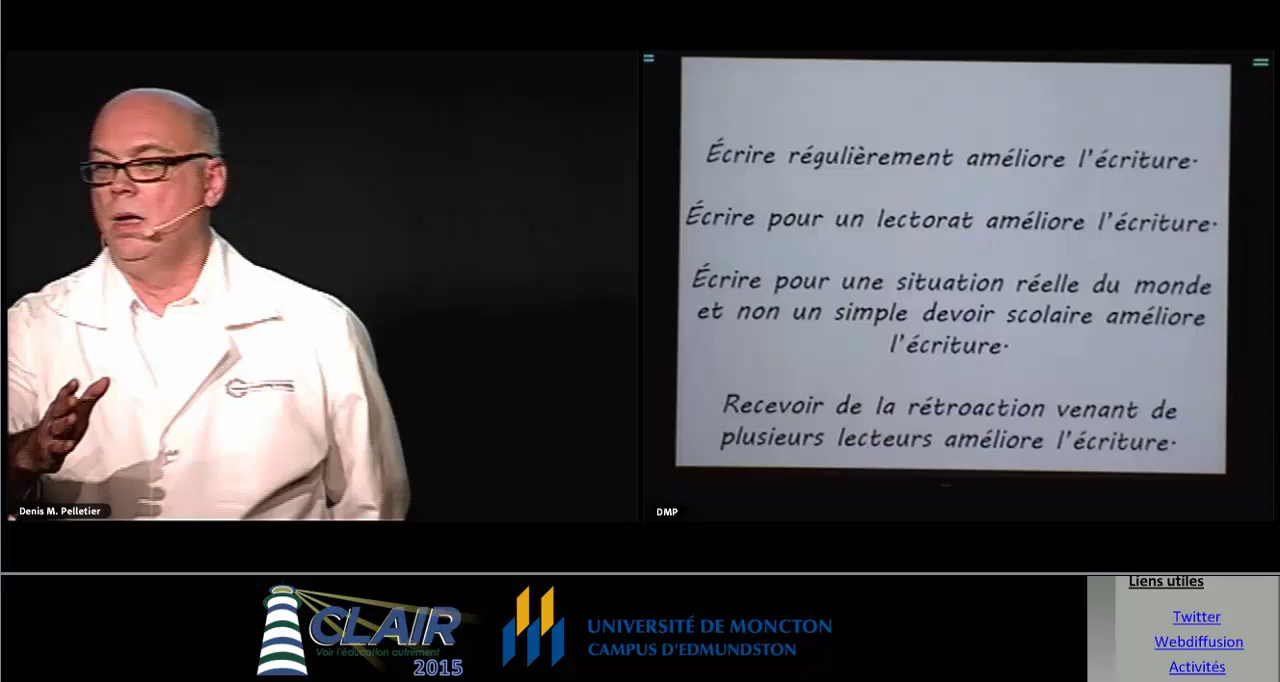 Écrire régulièrement améliore l'écriture.
Écrire pour un lectorat améliore l'écriture.
Écrire pour une situation réelle du monde
et non un simple devoir scolaire améliore
l'écriture.
Recevoir de la rétroaction venant de
plusieurs lecteurs améliore l'écriture.
Denis M. Pelletier
DMP
CLAIR
Voir l'éducation autrement
2015
UNIVERSITÉ DE MONCTON
CAMPUS D'EDMUNDSTON
Liens utiles
Twitter
Webdiffusion
Activités